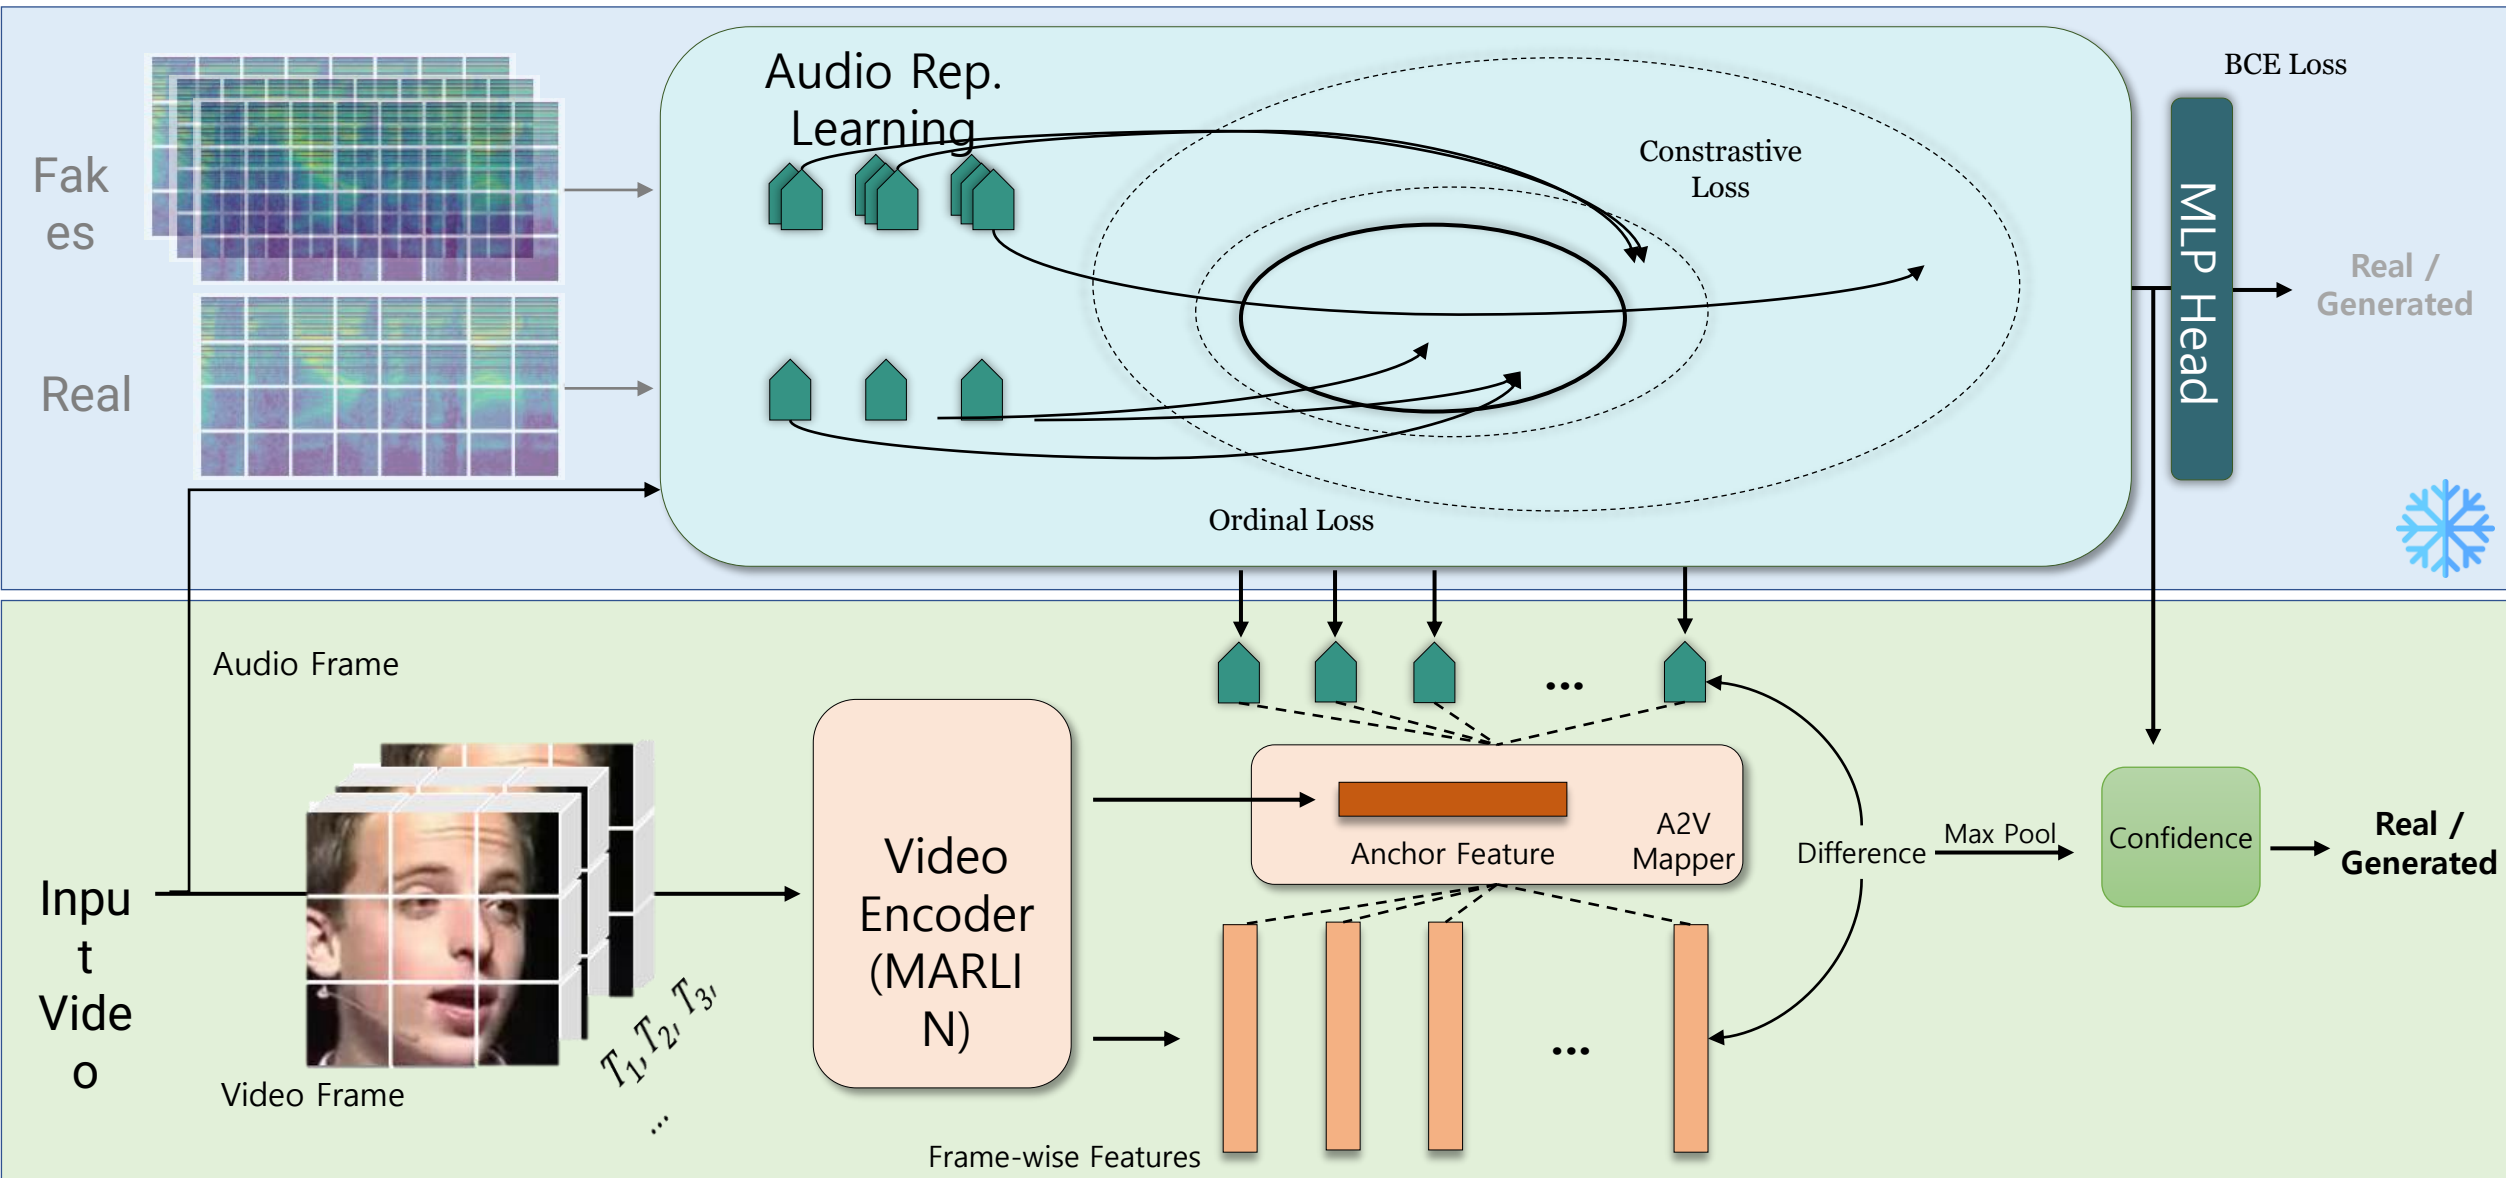 Audio Rep.
Learning
BCE Loss
Constrastive
Loss
Fak
es
MLP Head
Real /
Generated
Real
Ordinal Loss
Audio Frame
Inpu
t
Vide
o
Video Frame
T1, T2, T3,
...
Video
Encoder
(MARLI
N)
...
Anchor Feature
A2V
Mapper
Difference
Max Pool
Confidence
Real /
Generated
...
Frame-wise Features